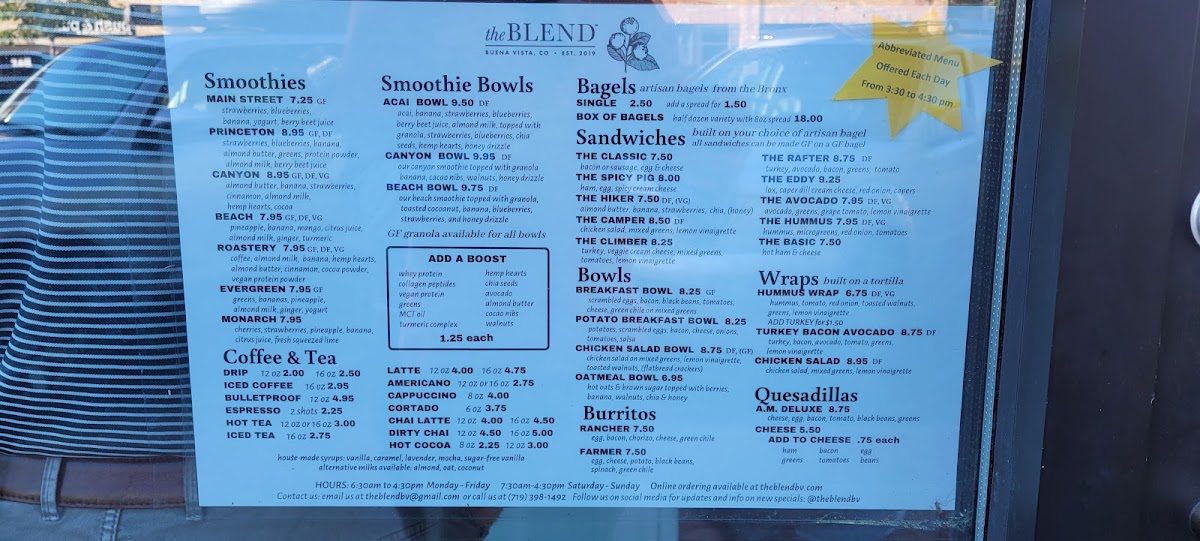 the BLEND
BUENA VISTA, CO • EST. 2019
Abbreviated Menu
Offered Each Day
From 3:30 to 4:30 pm
Smoothies
MAIN STREET 7.25 GF
strawberries, blueberries,
banana, yogurt, berry beet juice
PRINCETON 8.95 GF, DF
strawberries, blueberries, banana,
almond butter, greens, protein powder,
almond milk, berry beet juice
CANYON 8.95 GF, DF, VG
almond butter, banana, strawberries,
cinnamon, almond milk,
hemp hearts, cocoa
BEACH 7.95 GF, DF, VG
pineapple, banana, mango, citrus juice,
almond milk, ginger, turmeric
ROASTERY 7.95 GF, DF, VG
coffee, almond milk, banana, hemp hearts,
almond butter, cinnamon, cocoa powder,
vegan protein powder
EVERGREEN 7.95 GF
greens, bananas, pineapple,
almond milk, ginger, yogurt
MONARCH 7.95
cherries, strawberries, pineapple, banana,
citrus juice, fresh squeezed lime
Smoothie Bowls
ACAI BOWL 9.50 DF
acai, banana, strawberries, blueberries,
berry beet juice, almond milk, topped with
granola, strawberries, blueberries, chia
seeds, hemp hearts, honey drizzle
CANYON BOWL 9.95 DF
our canyon smoothie topped with granola
banana, cacao nibs, walnuts, honey drizzle
BEACH BOWL 9.75 DF
our beach smoothie topped with granola,
toasted coconut, banana, blueberries,
strawberries, and honey drizzle
GF granola available for all bowls
ADD A BOOST
whey protein hemp hearts
collagen peptides chia seeds
vegan protein avocado
greens almond butter
MCT oil cacao nibs
turmeric complex walnuts
1.25 each
Coffee & Tea
DRIP 12 oz 2.00 16 oz 2.50
ICED COFFEE 16 oz 2.95
BULLETPROOF 12 oz 4.95
ESPRESSO 2 shots 2.25
HOT TEA 12 oz or 16 oz 3.00
ICED TEA 16 oz 2.75
LATTE 12 oz 4.00 16 oz 4.75
AMERICANO 12 oz or 16 oz 2.75
CAPPUCCINO 8 oz 4.00
CORTADO 6 oz 3.75
CHAI LATTE 12 oz 4.00 16 oz 4.50
DIRTY CHAI 12 oz 4.50 16 oz 5.00
HOT COCOA 8 oz 2.25 12 oz 3.00
house-made syrups: vanilla, caramel, lavender, mocha, sugar-free vanilla
alternative milks available: almond, oat, coconut
Bagels artisan bagels from the Bronx
SINGLE 2.50 add a spread for 1.50
BOX OF BAGELS half dozen variety with 8oz spread 18.00
Sandwiches built on your choice of artisan bagel
all sandwiches can be made GF on a GF bagel
THE CLASSIC 7.50
bacon or sausage, egg & cheese
THE SPICY PIG 8.00
ham, egg, spicy cream cheese
THE HIKER 7.50 DF, (VG)
almond butter, banana, strawberries, chia, (honey)
THE CAMPER 8.50 DF
chicken salad, mixed greens, lemon vinaigrette
THE CLIMBER 8.25
turkey, veggie cream cheese, mixed greens,
tomatoes, lemon vinaigrette
THE RAFTER 8.75 DF
turkey, avocado, bacon, greens, tomato
THE EDDY 9.25
lox, caper dill cream cheese, red onion, capers
THE AVOCADO 7.95 DF, VG
avocado, greens, grape tomato, lemon vinaigrette
THE HUMMUS 7.95 DF, VG
hummus, microgreens, red onion, tomatoes
THE BASIC 7.50
hot ham & cheese
Bowls
BREAKFAST BOWL 8.25 GF
scrambled eggs, bacon, black beans, tomatoes,
cheese, green chile on mixed greens
POTATO BREAKFAST BOWL 8.25
potatoes, scrambled eggs, bacon, cheese, onions,
tomatoes, salsa
CHICKEN SALAD BOWL 8.75 DF, (GF)
chicken salad on mixed greens, lemon vinaigrette,
toasted walnuts, (flatbread crackers)
OATMEAL BOWL 6.95
hot oats & brown sugar topped with berries,
banana, walnuts, chia & honey
Burritos
RANCHER 7.50
egg, bacon, chorizo, cheese, green chile
FARMER 7.50
egg, cheese, potato, black beans,
spinach, green chile
Wraps built on a tortilla
HUMMUS WRAP 6.75 DF, VG
hummus, tomato, red onion, toasted walnuts,
greens, lemon vinaigrette
ADD TURKEY for $1.50
TURKEY BACON AVOCADO 8.75 DF
turkey, bacon, avocado, tomato, greens,
lemon vinaigrette
CHICKEN SALAD 8.95 DF
chicken salad, mixed greens, lemon vinaigrette
Quesadillas
A.M. DELUXE 8.75
cheese, egg, bacon, tomato, black beans, greens
CHEESE 5.50
ADD TO CHEESE .75 each
ham bacon egg
greens tomatoes beans
HOURS: 6:30am to 4:30pm Monday - Friday 7:30am-4:30pm Saturday - Sunday Online ordering available at theblendbv.com
Contact us: email us at theblendbv@gmail.com or call us at (719) 398-1492 Follow us on social media for updates and info on new specials: @theblendbv